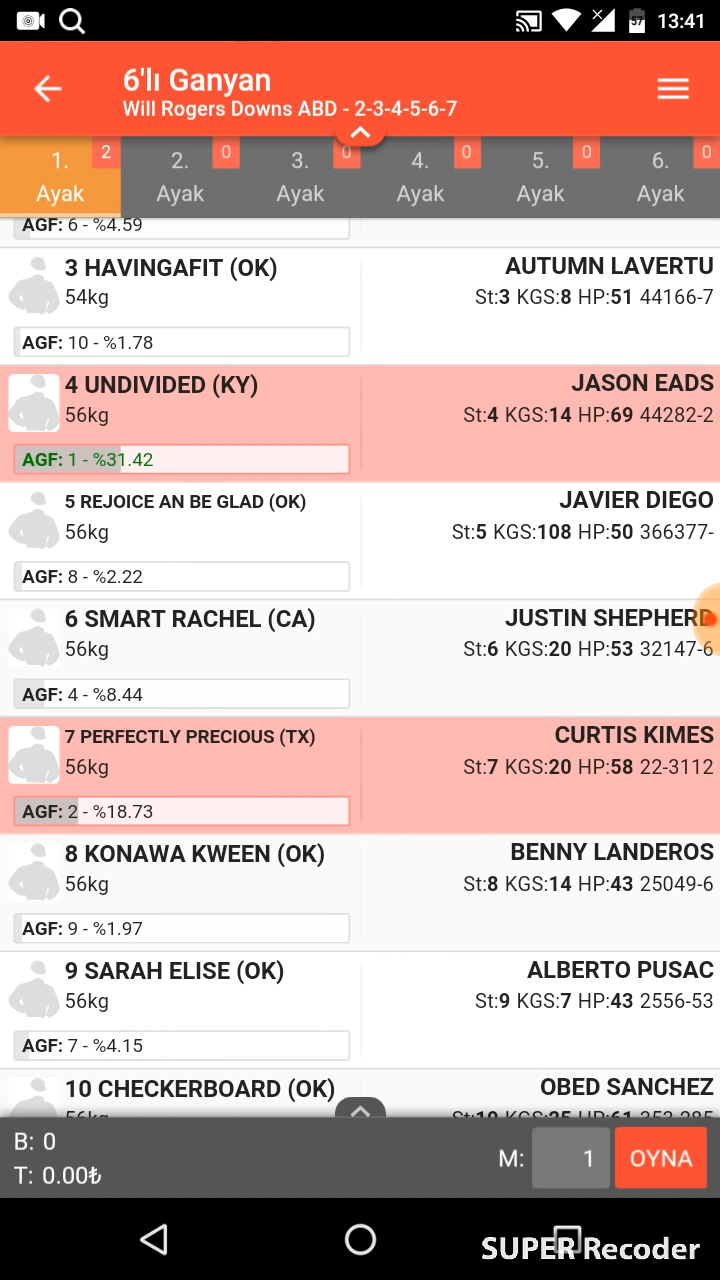 57 13:41
6'lı Ganyan
Will Rogers Downs ABD - 2-3-4-5-6-7
1. Ayak 2
2. Ayak 0
3. Ayak 0
4. Ayak 0
5. Ayak 0
6. Ayak 0
AGF: 6 - %4.59
3 HAVINGAFIT (OK) AUTUMN LAVERTU
54kg St:3 KGS:8 HP:51 44166-7
AGF: 10 - %1.78
4 UNDIVIDED (KY) JASON EADS
56kg St:4 KGS:14 HP:69 44282-2
AGF: 1 - %31.42
5 REJOICE AN BE GLAD (OK) JAVIER DIEGO
56kg St:5 KGS:108 HP:50 366377-
AGF: 8 - %2.22
6 SMART RACHEL (CA) JUSTIN SHEPHERD
56kg St:6 KGS:20 HP:53 32147-6
AGF: 4 - %8.44
7 PERFECTLY PRECIOUS (TX) CURTIS KIMES
56kg St:7 KGS:20 HP:58 22-3112
AGF: 2 - %18.73
8 KONAWA KWEEN (OK) BENNY LANDEROS
56kg St:8 KGS:14 HP:43 25049-6
AGF: 9 - %1.97
9 SARAH ELISE (OK) ALBERTO PUSAC
56kg St:9 KGS:7 HP:43 2556-53
AGF: 7 - %4.15
10 CHECKERBOARD (OK) OBED SANCHEZ
56kg St:10 KGS:25 HP:61
B: 0
T: 0.00₺
M: 1 OYNA
SUPER Recoder